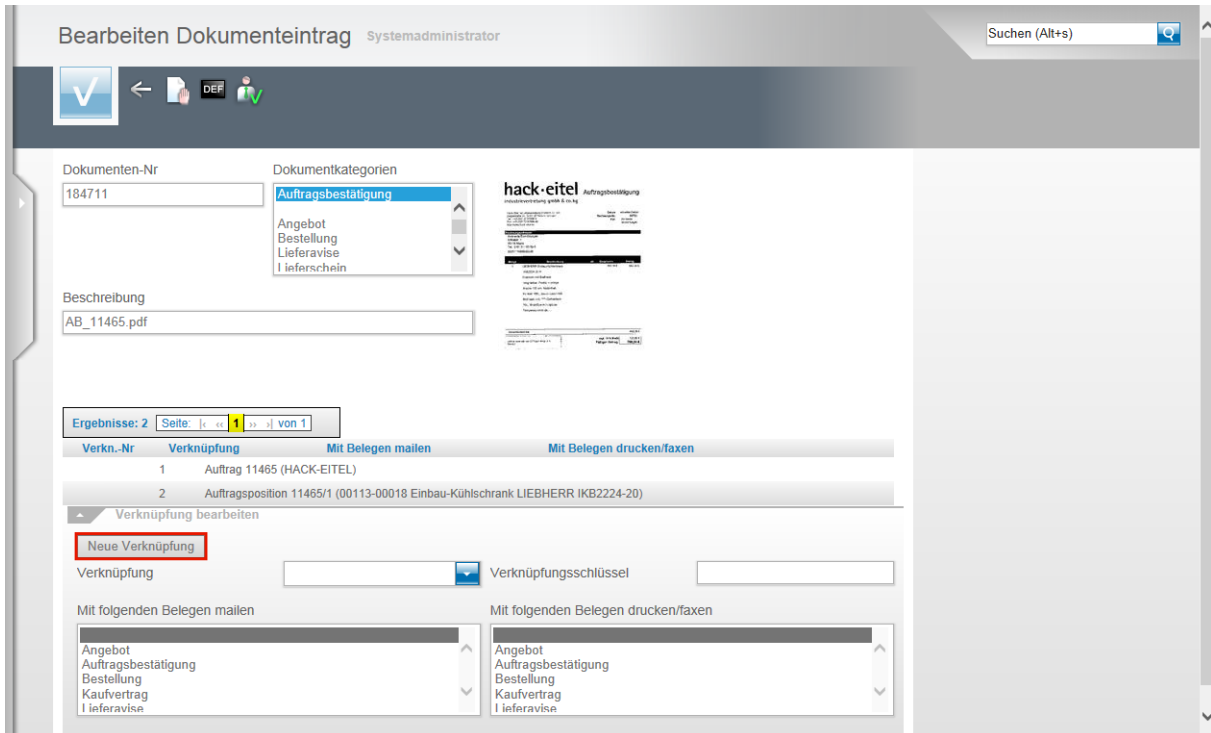 Bearbeiten Dokumenteintrag Systemadministrator
Suchen (Alt+s)
DEF
Dokumenten-Nr
Dokumentkategorien
184711
Auftragsbestätigung
Angebot
Bestellung
Lieferavise
Lieferschein
hack·eitel Auftragsbestätigung
industrievertretung gmbh & co.kg
Beschreibung
AB_11465.pdf
Ergebnisse: 2 Seite: |‹ ‹‹ 1 ›› ›| von 1
Verkn.-Nr Verknüpfung Mit Belegen mailen Mit Belegen drucken/faxen
1 Auftrag 11465 (HACK-EITEL)
2 Auftragsposition 11465/1 (00113-00018 Einbau-Kühlschrank LIEBHERR IKB2224-20)
Verknüpfung bearbeiten
Neue Verknüpfung
Verknüpfung
Verknüpfungsschlüssel
Mit folgenden Belegen mailen
Angebot
Auftragsbestätigung
Bestellung
Kaufvertrag
Lieferavise
Mit folgenden Belegen drucken/faxen
Angebot
Auftragsbestätigung
Bestellung
Kaufvertrag
Lieferavise